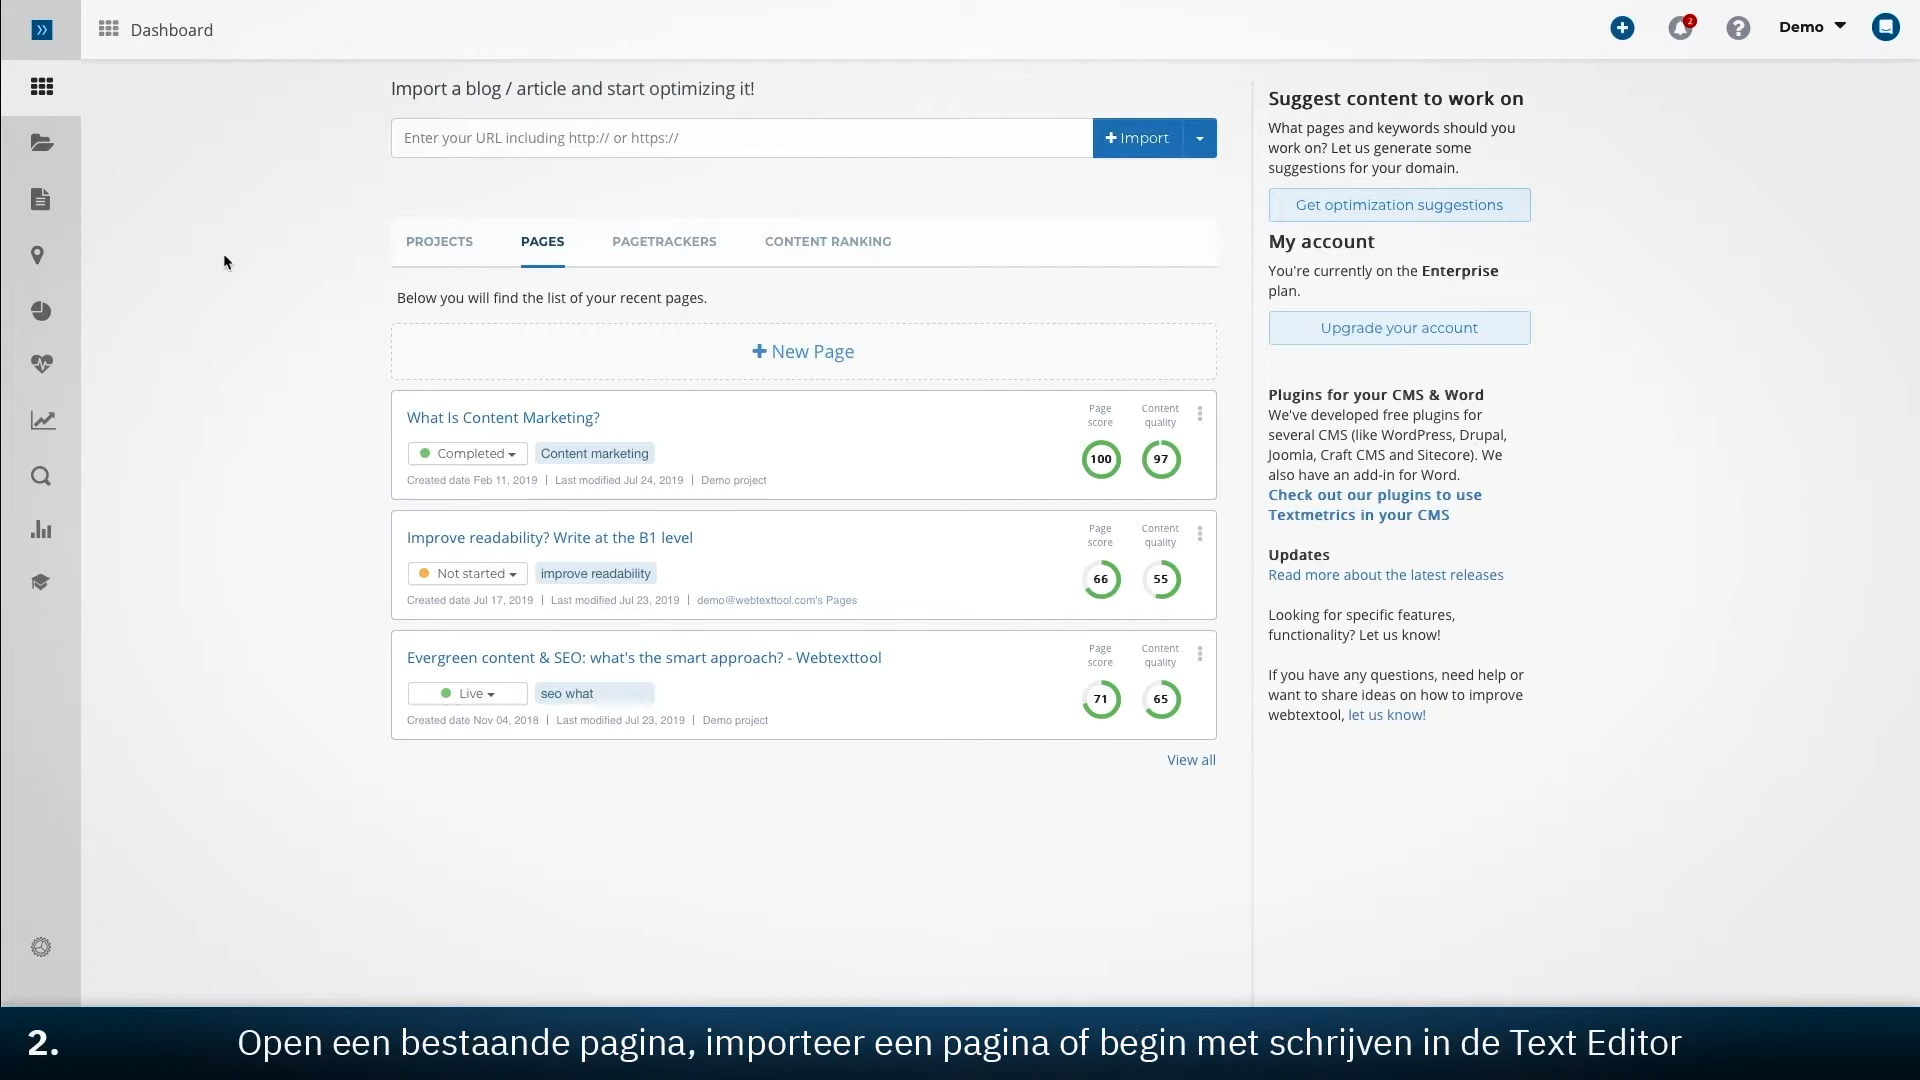 Dashboard
2
Demo
Import a blog / article and start optimizing it!
Enter your URL including http:// or https://
Import
PROJECTS PAGES PAGETRACKERS CONTENT RANKING
Below you will find the list of your recent pages.
New Page
What Is Content Marketing?
Page score
Content quality
Completed
Content marketing
100
97
Created date Feb 11, 2019 | Last modified Jul 24, 2019 | Demo project
Improve readability? Write at the B1 level
Page score
Content quality
Not started
improve readability
66
55
Created date Jul 17, 2019 | Last modified Jul 23, 2019 | demo@webtexttool.com's Pages
Evergreen content & SEO: what's the smart approach? - Webtexttool
Page score
Content quality
Live
seo what
71
65
Created date Nov 04, 2018 | Last modified Jul 23, 2019 | Demo project
View all
Suggest content to work on
What pages and keywords should you
work on? Let us generate some
suggestions for your domain.
Get optimization suggestions
My account
You're currently on the Enterprise
plan.
Upgrade your account
Plugins for your CMS & Word
We've developed free plugins for
several CMS (like WordPress, Drupal,
Joomla, Craft CMS and Sitecore). We
also have an add-in for Word.
Check out our plugins to use
Textmetrics in your CMS
Updates
Read more about the latest releases
Looking for specific features,
functionality? Let us know!
If you have any questions, need help or
want to share ideas on how to improve
webtextool, let us know!
2. Open een bestaande pagina, importeer een pagina of begin met schrijven in de Text Editor